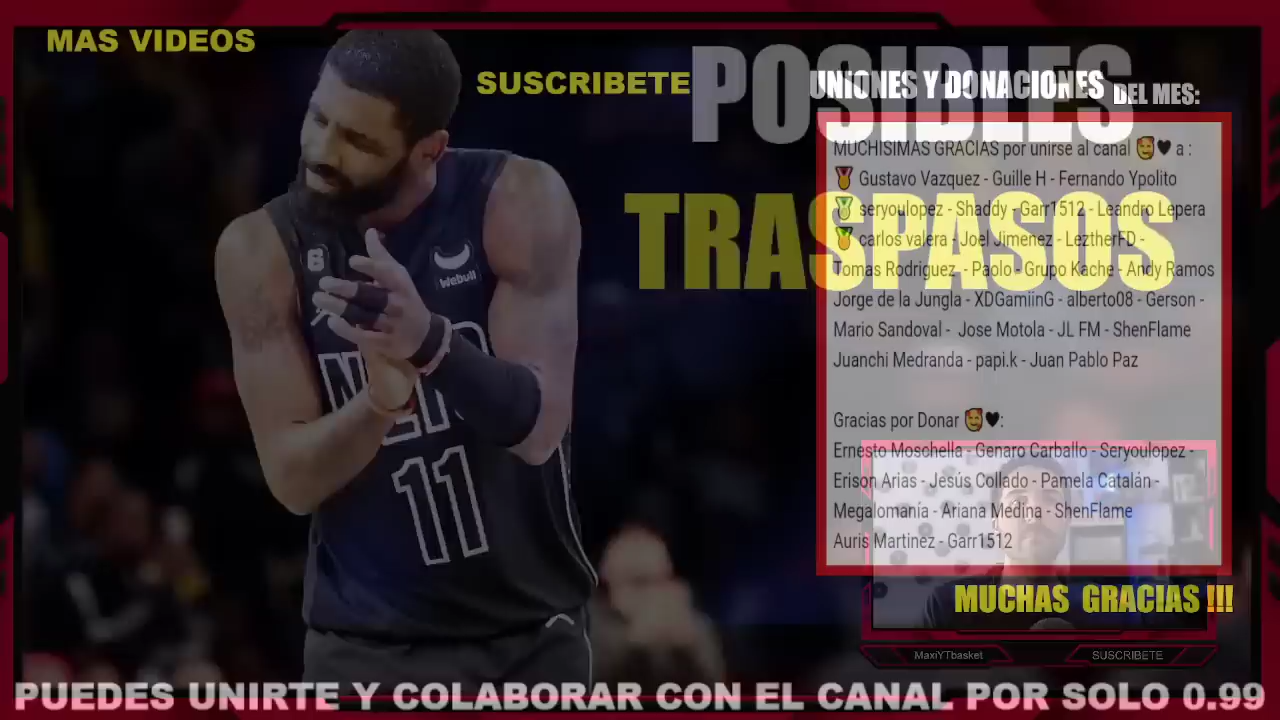 MAS VIDEOS
SUSCRIBETE
POSIBLES
TRASPASOS
UNIONES Y DONACIONES DEL MES:
MUCHISIMAS GRACIAS por unirse al canal 🥰🖤 a :
🏅 Gustavo Vazquez - Guille H - Fernando Ypolito
🏅 seryoulopez - Shaddy - Garr1512 - Leandro Lepera
🏅 carlos valera - Joel Jimenez - LeztherFD -
Tomas Rodriguez - Paolo - Grupo Kache - Andy Ramos
Jorge de la Jungla - XDGamiinG - alberto08 - Gerson -
Mario Sandoval - Jose Motola - JL FM - ShenFlame
Juanchi Medranda - papi.k - Juan Pablo Paz
Gracias por Donar 🥰🖤:
Ernesto Moschella - Genaro Carballo - Seryoulopez -
Erison Arias - Jesús Collado - Pamela Catalán -
Megalomanía - Ariana Medina - ShenFlame
Auris Martinez - Garr1512
MUCHAS GRACIAS !!!
6
Webull
11
MaxiYTbasket
SUSCRIBETE
PUEDES UNIRTE Y COLABORAR CON EL CANAL POR SOLO 0.99